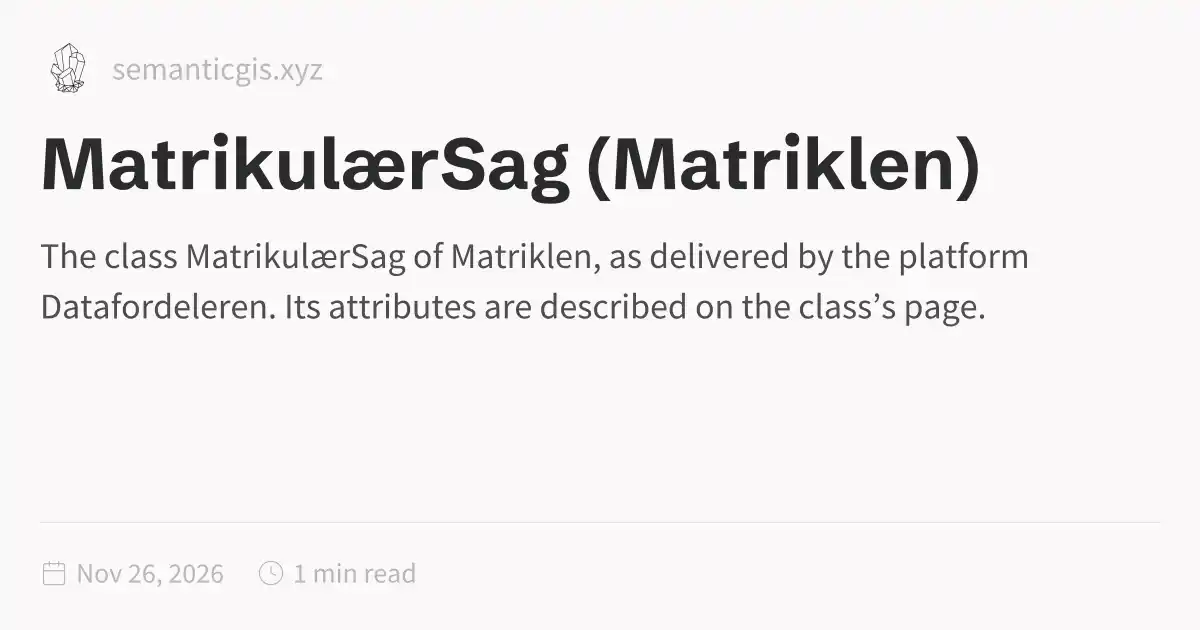 semanticgis.xyz
MatrikulærSag (Matriklen)
The class MatrikulærSag of Matriklen, as delivered by the platform
Datafordeleren. Its attributes are described on the class’s page.
Nov 26, 2026 1 min read